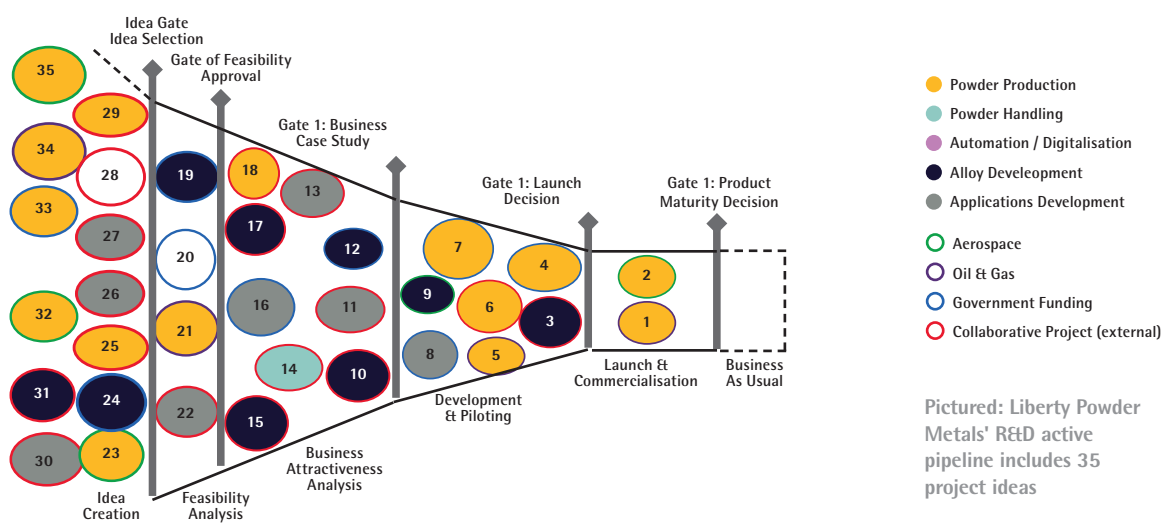 Idea Gate
Idea Selection
Gate of Feasibility
Approval
Gate 1: Business
Case Study
Gate 1: Launch
Decision
Gate 1: Product
Maturity Decision
35
29
34
28
33
27
26
32
25
31
24
30
23
19
20
21
22
18
13
17
12
16
11
14
10
15
7
4
9
6
3
8
5
2
1
Idea
Creation
Feasibility
Analysis
Business
Attractiveness
Analysis
Development
& Piloting
Launch &
Commercialisation
Business
As Usual
Powder Production
Powder Handling
Automation / Digitalisation
Alloy Develeopment
Applications Development
Aerospace
Oil & Gas
Government Funding
Collaborative Project (external)
Pictured: Liberty Powder
Metals' R&D active
pipeline includes 35
project ideas